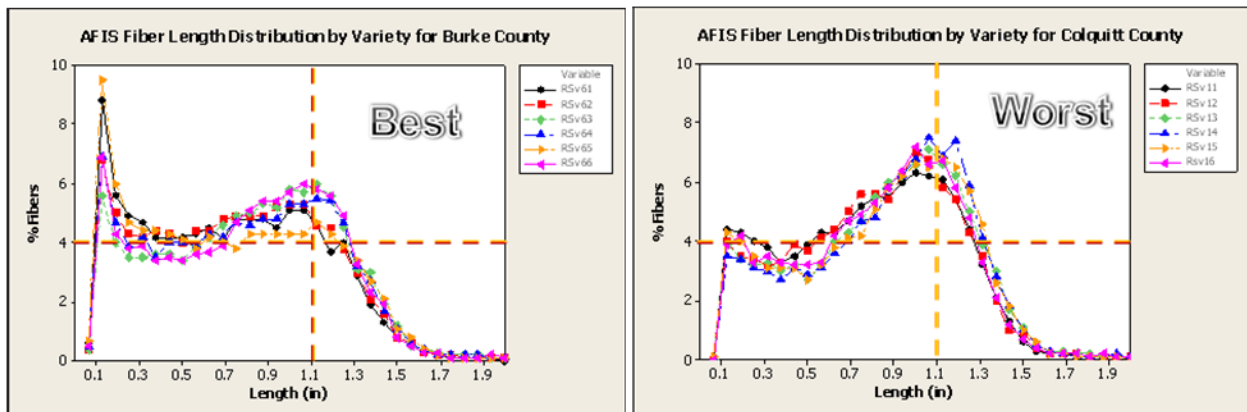 AFIS Fiber Length Distribution by Variety for Burke County
10
8
6
4
2
0
%Fibers
0.1 0.3 0.5 0.7 0.9 1.1 1.3 1.5 1.7 1.9
Length (in)
Best
Variable
RSv61
RSv62
RSv63
RSv64
RSv65
RSv66
AFIS Fiber Length Distribution by Variety for Colquitt County
10
8
6
4
2
0
%Fibers
0.1 0.3 0.5 0.7 0.9 1.1 1.3 1.5 1.7 1.9
Length (in)
Worst
Variable
RSv11
RSv12
RSv13
RSv14
RSv15
Rsv16